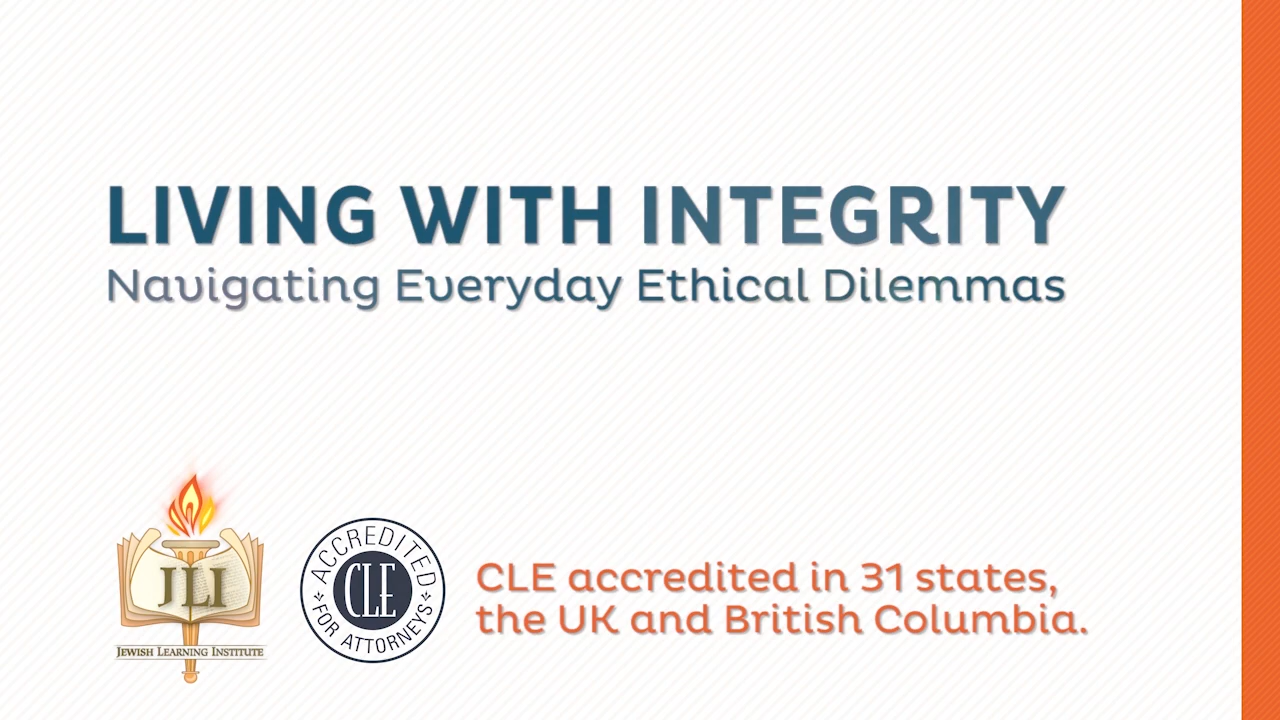 LIVING WITH INTEGRITY
Navigating Everyday Ethical Dilemmas
JLI
JEWISH LEARNING INSTITUTE
ACCREDITED
CLE
FOR ATTORNEYS
CLE accredited in 31 states,
the UK and British Columbia.